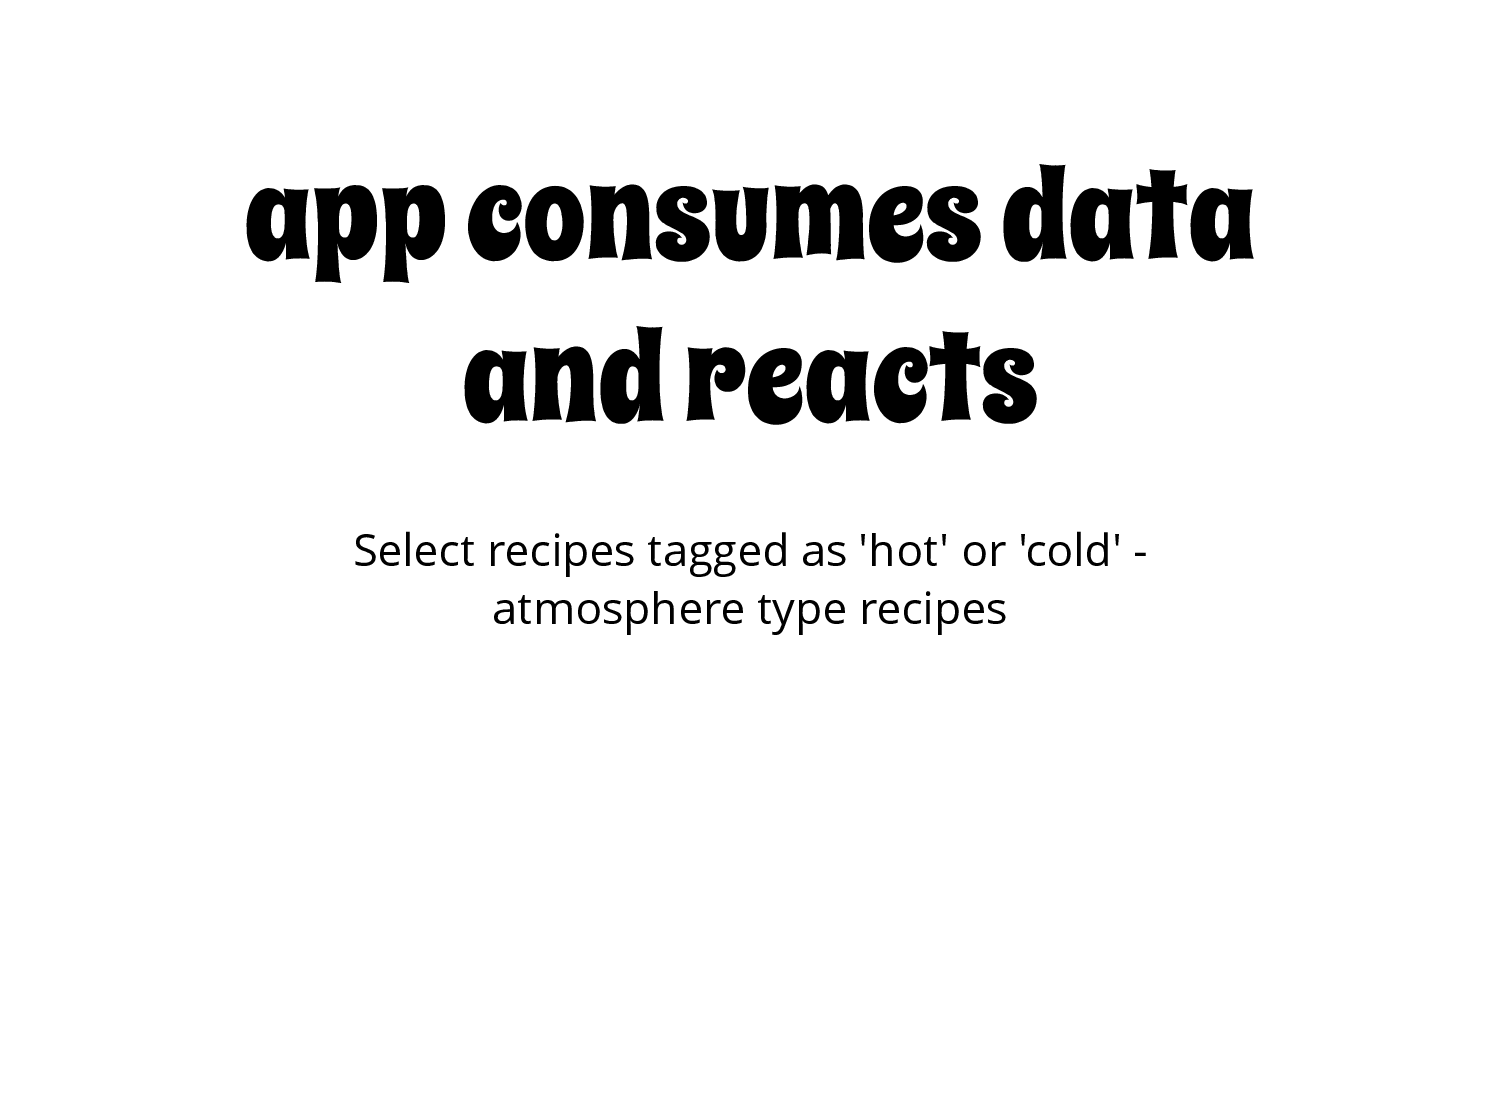 app consumes data
and reacts
Select recipes tagged as 'hot' or 'cold' -
atmosphere type recipes